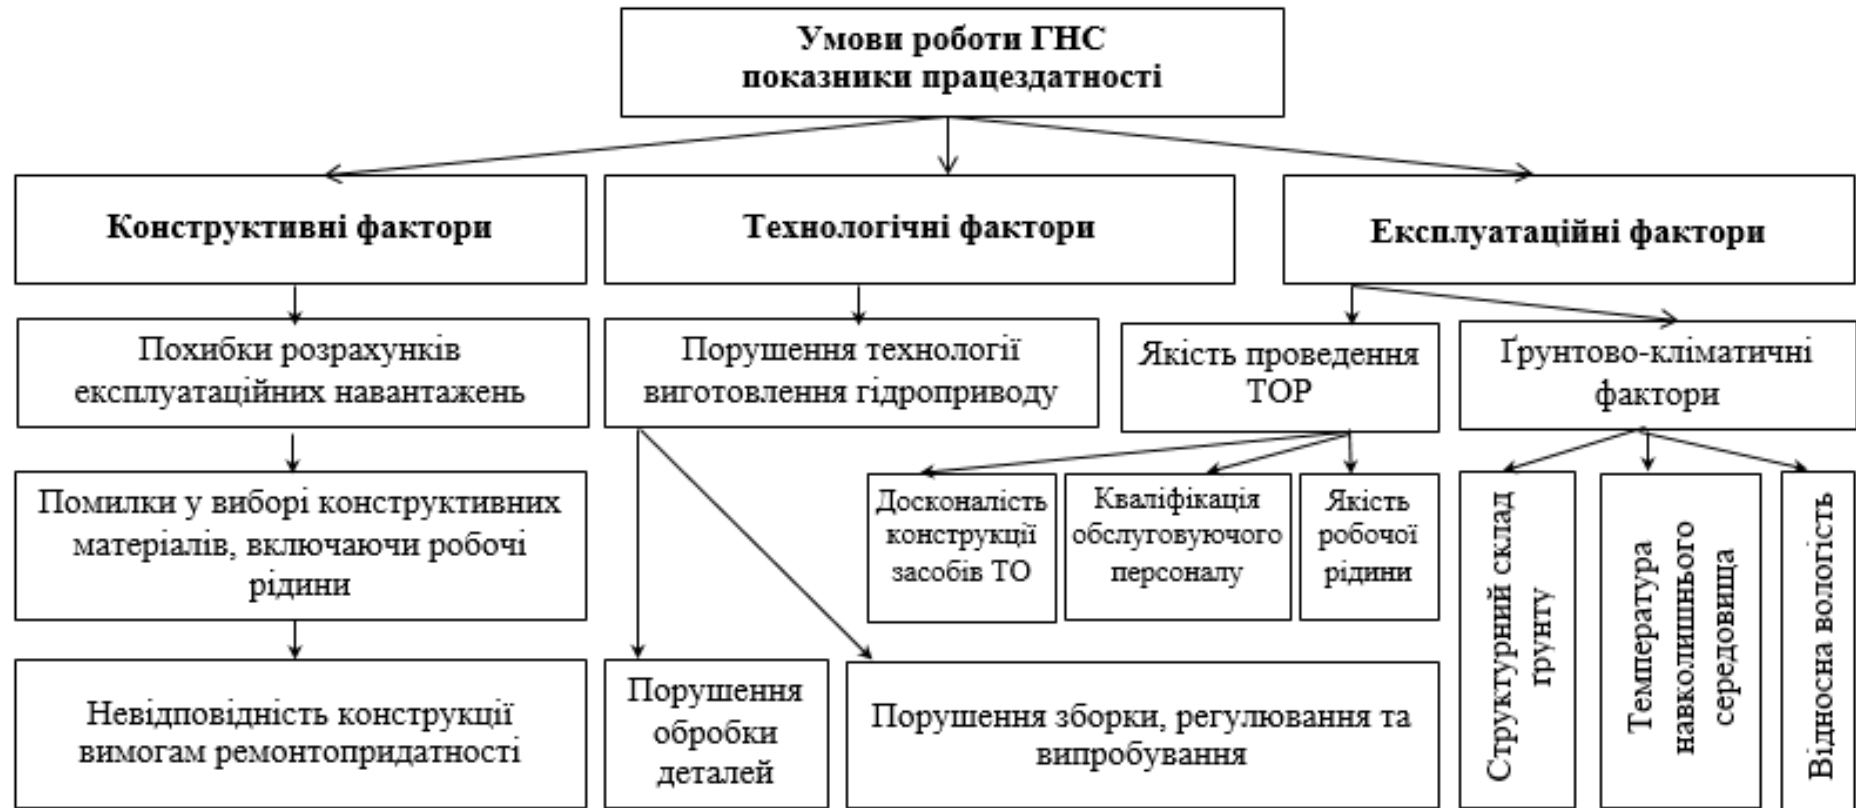 Умови роботи ГНС
показники працездатності
Конструктивні фактори
Технологічні фактори
Експлуатаційні фактори
Похибки розрахунків
експлуатаційних навантажень
Порушення технології
виготовлення гідроприводу
Якість проведення
ТОР
Ґрунтово-кліматичні
фактори
Помилки у виборі конструктивних
матеріалів, включаючи робочі
рідини
Досконалість
конструкції
засобів ТО
Кваліфікація
обслуговуючого
персоналу
Якість
робочої
рідини
Структурний склад
ґрунту
Температура
навколишнього
середовища
Відносна вологість
Невідповідність конструкції
вимогам ремонтопридатності
Порушення
обробки
деталей
Порушення зборки, регулювання та
випробування